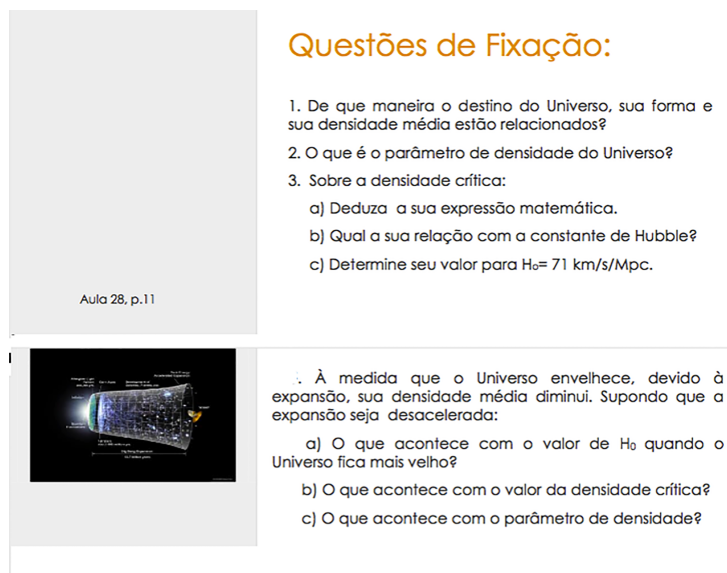 Questões de Fixação:
1. De que maneira o destino do Universo, sua forma e
sua densidade média estão relacionados?
2. O que é o parâmetro de densidade do Universo?
3. Sobre a densidade crítica:
a) Deduza a sua expressão matemática.
b) Qual a sua relação com a constante de Hubble?
c) Determine seu valor para H₀= 71 km/s/Mpc.
Aula 28, p.11
. À medida que o Universo envelhece, devido à
expansão, sua densidade média diminui. Supondo que a
expansão seja desacelerada:
a) O que acontece com o valor de H₀ quando o
Universo fica mais velho?
b) O que acontece com o valor da densidade crítica?
c) O que acontece com o parâmetro de densidade?